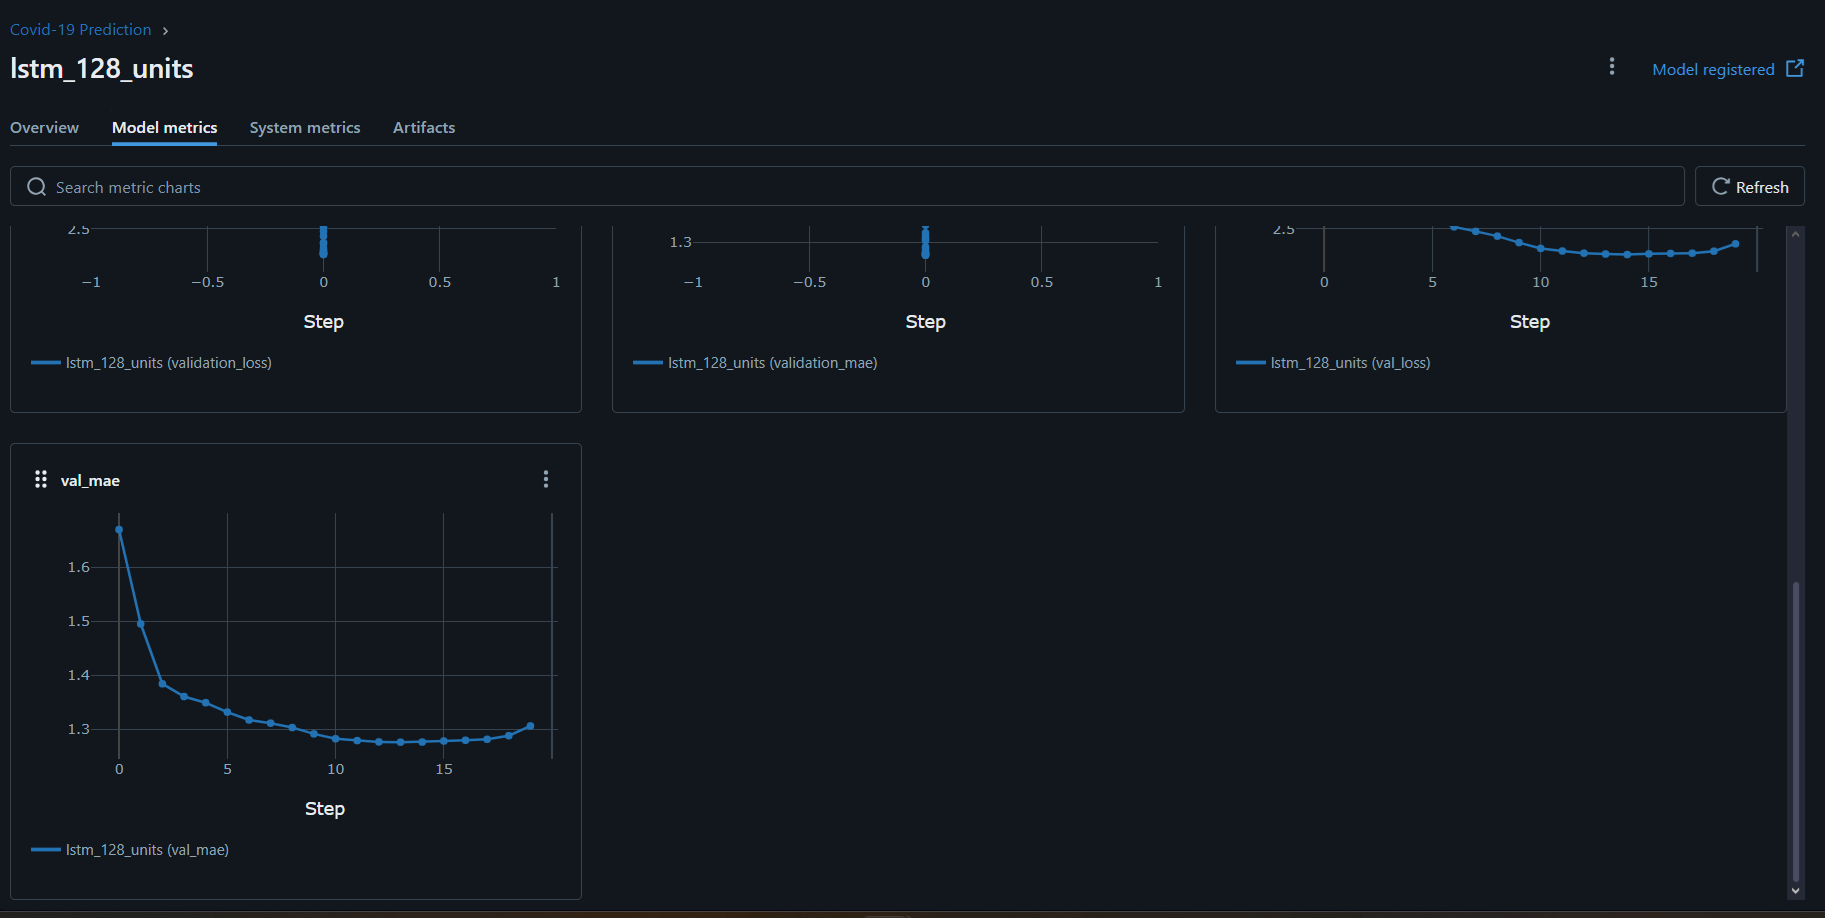 Covid-19 Prediction
lstm_128_units
Model registered
Overview Model metrics System metrics Artifacts
Search metric charts
Refresh
2.5
−1 −0.5 0 0.5 1
Step
lstm_128_units (validation_loss)
1.3
−1 −0.5 0 0.5 1
Step
lstm_128_units (validation_mae)
2.5
0 5 10 15
Step
lstm_128_units (val_loss)
val_mae
1.6
1.5
1.4
1.3
0 5 10 15
Step
lstm_128_units (val_mae)